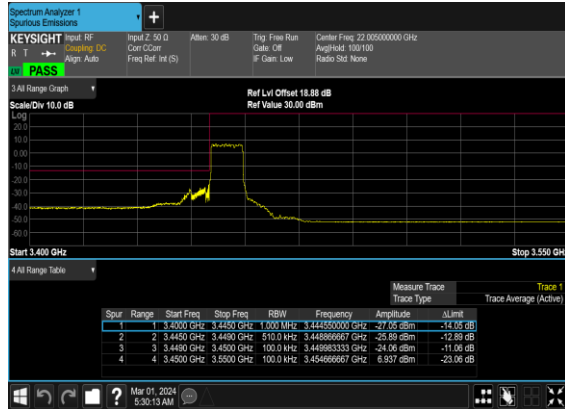 Spectrum Analyzer 1
Spurious Emissions
+
KEYSIGHT Input: RF Input Z: 50 Ω Atten: 30 dB Trig: Free Run Center Freq: 22.005000000 GHz
R T Coupling: DC Corr CCorr Gate: Off Avg|Hold: 100/100
Align: Auto Freq Ref: Int (S) IF Gain: Low Radio Std: None
LW PASS
3 All Range Graph
Ref Lvl Offset 18.88 dB
Scale/Div 10.0 dB Ref Value 30.00 dBm
Log
20.0
10.0
0.00
-10.0
-20.0
-30.0
-40.0
-50.0
-60.0
Start 3.400 GHz Stop 3.550 GHz
4 All Range Table
Measure Trace Trace 1
Trace Type Trace Average (Active)
Spur Range Start Freq Stop Freq RBW Frequency Amplitude ΔLimit
1 1 3.4000 GHz 3.4450 GHz 1.000 MHz 3.444550000 GHz -27.05 dBm -14.05 dB
2 2 3.4450 GHz 3.4490 GHz 510.0 kHz 3.448866667 GHz -25.89 dBm -12.89 dB
3 3 3.4490 GHz 3.4500 GHz 100.0 kHz 3.449983333 GHz -24.06 dBm -11.06 dB
4 4 3.4500 GHz 3.5500 GHz 100.0 kHz 3.454666667 GHz 6.937 dBm -23.06 dB
? Mar 01, 2024
5:30:13 AM